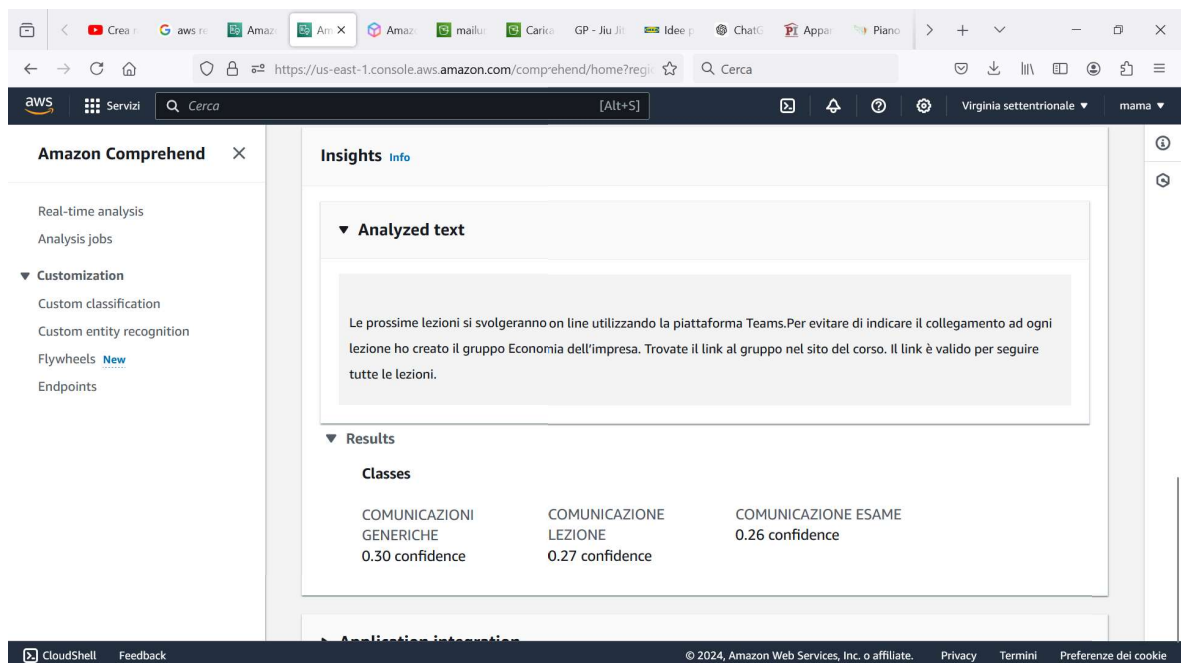 Crea
aws re
Amaz
Am
Amaz
mailu
Carica
GP - Jiu Jit
Idee p
ChatG
Appar
Piano
https://us-east-1.console.aws.amazon.com/comprehend/home?regio
Cerca
aws
Servizi
Cerca
[Alt+S]
Virginia settentrionale
mama
Amazon Comprehend
Real-time analysis
Analysis jobs
Customization
Custom classification
Custom entity recognition
Flywheels New
Endpoints
Insights Info
Analyzed text
Le prossime lezioni si svolgeranno on line utilizzando la piattaforma Teams.Per evitare di indicare il collegamento ad ogni
lezione ho creato il gruppo Economia dell'impresa. Trovate il link al gruppo nel sito del corso. Il link è valido per seguire
tutte le lezioni.
Results
Classes
COMUNICAZIONI
GENERICHE
0.30 confidence
COMUNICAZIONE
LEZIONE
0.27 confidence
COMUNICAZIONE ESAME
0.26 confidence
Application integration
CloudShell
Feedback
© 2024, Amazon Web Services, Inc. o affiliate.
Privacy
Termini
Preferenze dei cookie